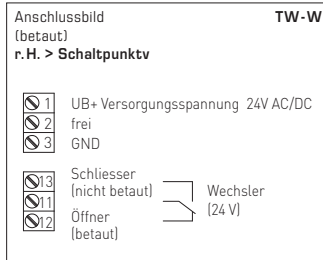 Anschlussbild TW-W
(betaut)
r.H. > Schaltpunktv
1 UB+ Versorgungsspannung 24V AC/DC
2 frei
3 GND
13 Schliesser
(nicht betaut)
11
12 Öffner
(betaut)
Wechsler
(24 V)